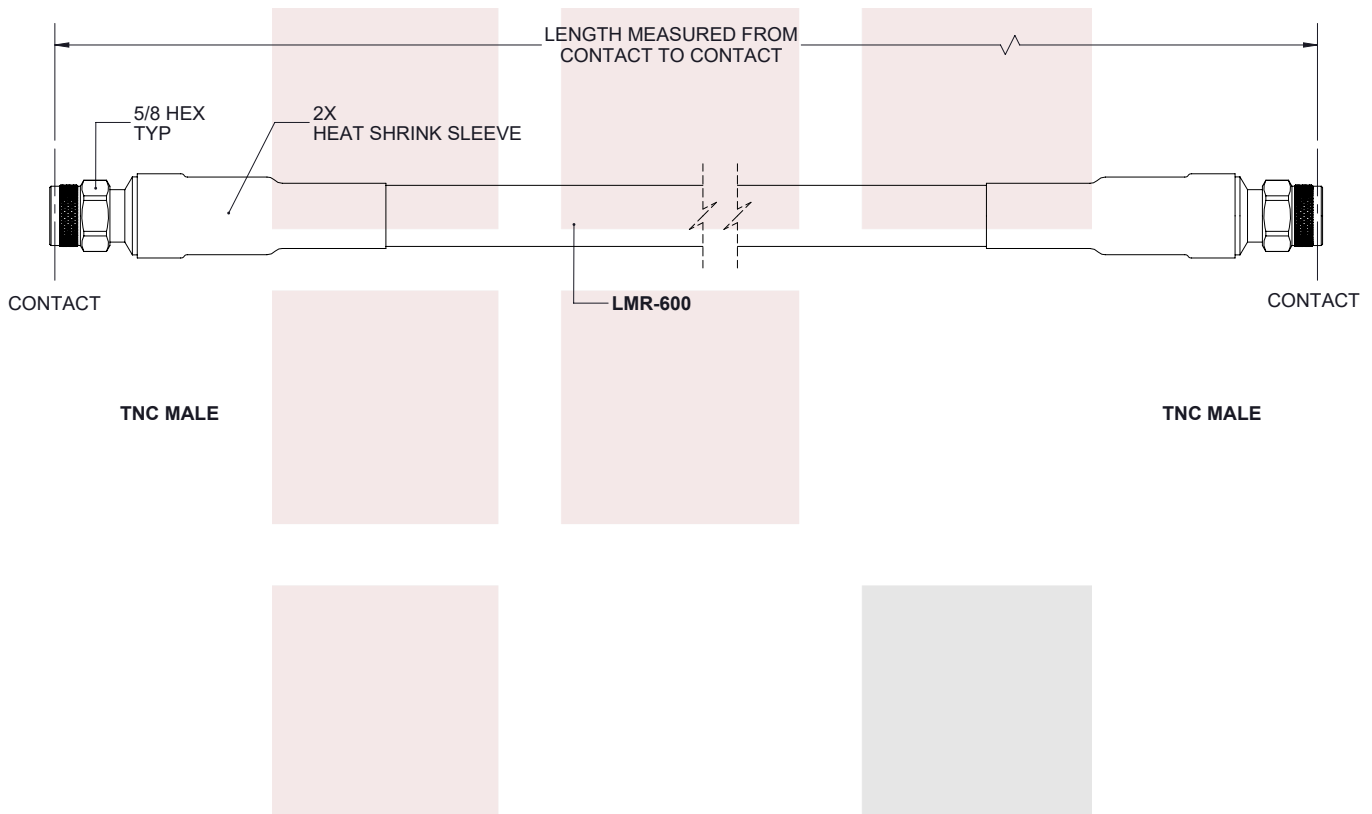 LENGTH MEASURED FROM
CONTACT TO CONTACT
5/8 HEX
TYP
2X
HEAT SHRINK SLEEVE
CONTACT
LMR-600
CONTACT
TNC MALE
TNC MALE